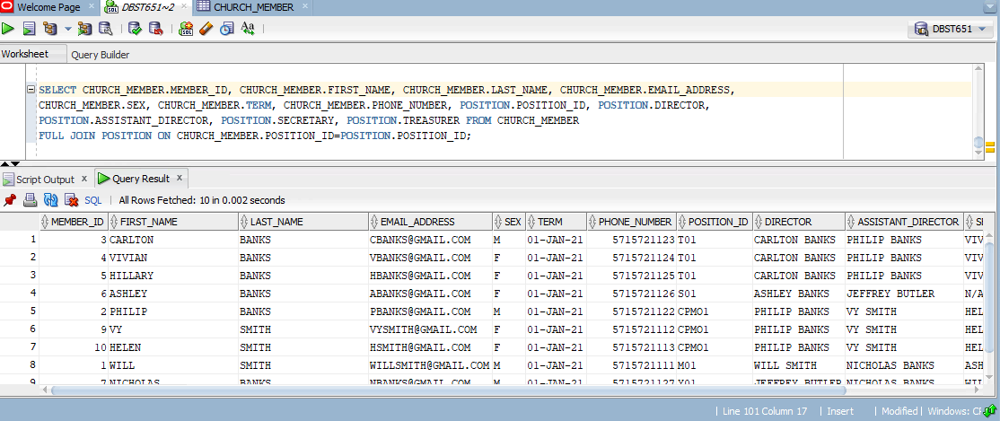 Welcome Page DBST651~2 CHURCH_MEMBER
DBST651
Worksheet Query Builder
SELECT CHURCH_MEMBER.MEMBER_ID, CHURCH_MEMBER.FIRST_NAME, CHURCH_MEMBER.LAST_NAME, CHURCH_MEMBER.EMAIL_ADDRESS,
CHURCH_MEMBER.SEX, CHURCH_MEMBER.TERM, CHURCH_MEMBER.PHONE_NUMBER, POSITION.POSITION_ID, POSITION.DIRECTOR,
POSITION.ASSISTANT_DIRECTOR, POSITION.SECRETARY, POSITION.TREASURER FROM CHURCH_MEMBER
FULL JOIN POSITION ON CHURCH_MEMBER.POSITION_ID=POSITION.POSITION_ID;
Script Output x Query Result x
SQL | All Rows Fetched: 10 in 0.002 seconds
MEMBER_ID FIRST_NAME LAST_NAME EMAIL_ADDRESS SEX TERM PHONE_NUMBER POSITION_ID DIRECTOR ASSISTANT_DIRECTOR
1 3 CARLTON BANKS CBANKS@GMAIL.COM M 01-JAN-21 5715721123 T01 CARLTON BANKS PHILIP BANKS VIV
2 4 VIVIAN BANKS VBANKS@GMAIL.COM F 01-JAN-21 5715721124 T01 CARLTON BANKS PHILIP BANKS VIV
3 5 HILLARY BANKS HBANKS@GMAIL.COM F 01-JAN-21 5715721125 T01 CARLTON BANKS PHILIP BANKS VIV
4 6 ASHLEY BANKS ABANKS@GMAIL.COM F 01-JAN-21 5715721126 S01 ASHLEY BANKS JEFFREY BUTLER N/A
5 2 PHILIP BANKS PBANKS@GMAIL.COM M 01-JAN-21 5715721122 CPMO1 PHILIP BANKS VY SMITH HEL
6 9 VY SMITH VYSMITH@GMAIL.COM F 01-JAN-21 5715721112 CPMO1 PHILIP BANKS VY SMITH HEL
7 10 HELEN SMITH HSMITH@GMAIL.COM F 01-JAN-21 5715721113 CPMO1 PHILIP BANKS VY SMITH HEL
8 1 WILL SMITH WILLSMITH@GMAIL.COM M 01-JAN-21 5715721111 M01 WILL SMITH NICHOLAS BANKS ASH
9 7 NICHOLAS BANKS NBANKS@GMAIL.COM M 01-JAN-21 5715721127 Y01 JEFFREY BUTLER NICHOLAS BANKS WIL
| Line 101 Column 17 | Insert | Modified | Windows: CR